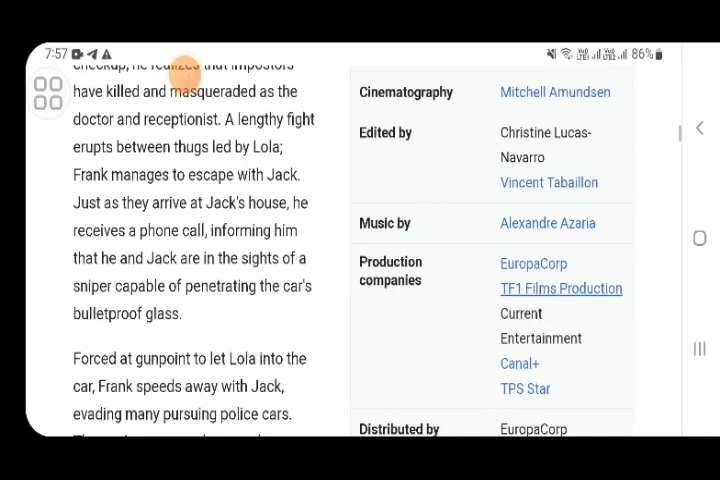 7:57
86%
checkup, he realizes that impostors
have killed and masqueraded as the
doctor and receptionist. A lengthy fight
erupts between thugs led by Lola;
Frank manages to escape with Jack.
Just as they arrive at Jack's house, he
receives a phone call, informing him
that he and Jack are in the sights of a
sniper capable of penetrating the car's
bulletproof glass.
Forced at gunpoint to let Lola into the
car, Frank speeds away with Jack,
evading many pursuing police cars.
Cinematography
Mitchell Amundsen
Edited by
Christine Lucas-
Navarro
Vincent Tabaillon
Music by
Alexandre Azaria
Production
companies
EuropaCorp
TF1 Films Production
Current
Entertainment
Canal+
TPS Star
Distributed by
EuropaCorp